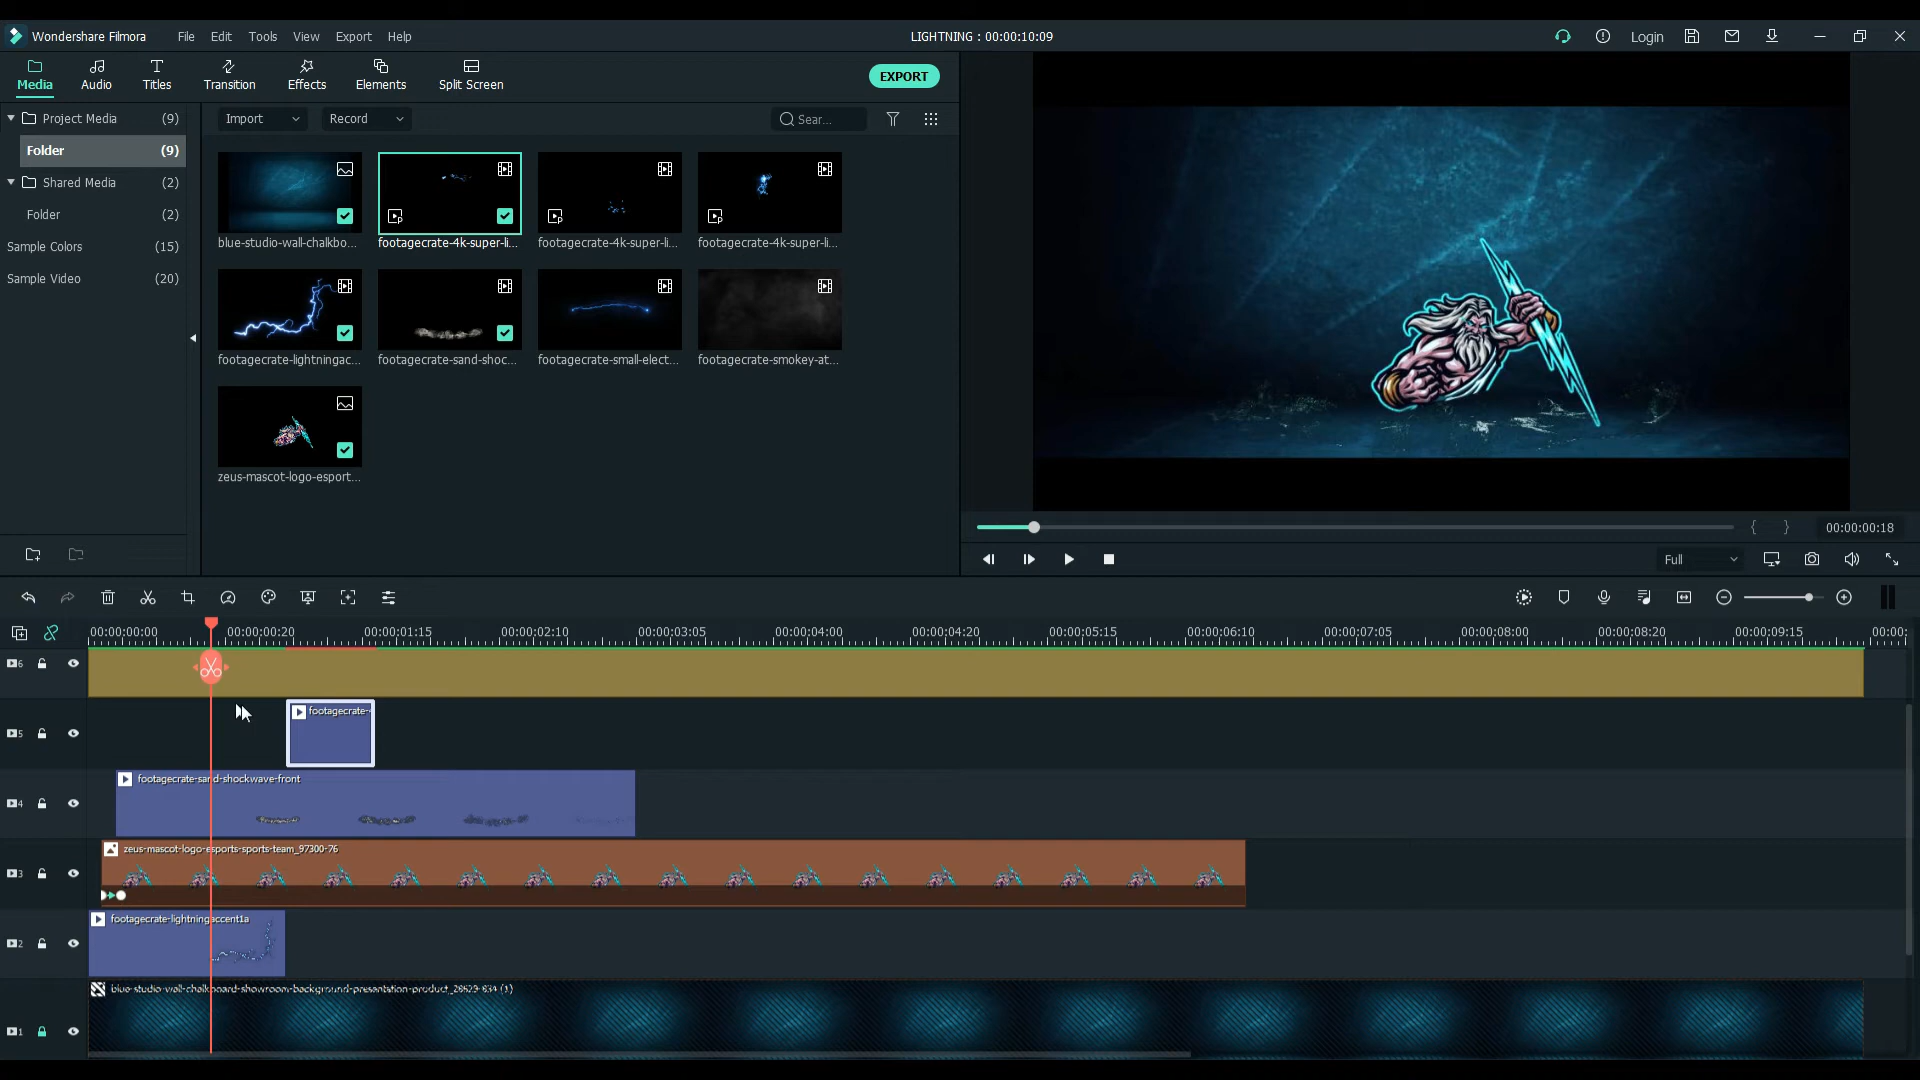 Wondershare Filmora File Edit Tools View Export Help LIGHTNING : 00:00:10:09 Login
Media Audio Titles Transition Effects Elements Split Screen EXPORT
Project Media (9)
Folder (9)
Shared Media (2)
Folder (2)
Sample Colors (15)
Sample Video (20)
Import Record Sear...
blue-studio-wall-chalkbo... footagecrate-4k-super-li... footagecrate-4k-super-li... footagecrate-4k-super-li...
footagecrate-lightningac... footagecrate-sand-shoc... footagecrate-small-elect... footagecrate-smokey-at...
zeus-mascot-logo-esport...
00:00:00:18
Full
00:00:00:00 00:00:00:20 00:00:01:15 00:00:02:10 00:00:03:05 00:00:04:00 00:00:04:20 00:00:05:15 00:00:06:10 00:00:07:05 00:00:08:00 00:00:08:20 00:00:09:15 00:00:
6
5 footagecrate-4
4 footagecrate-sand-shockwave-front
3 zeus-mascot-logo-esports-sports-team_97300-76
2 footagecrate-lightningaccent1a
blue-studio-wall-chalkboard-showroom-background-presentation-product_28629-834 (1)
1